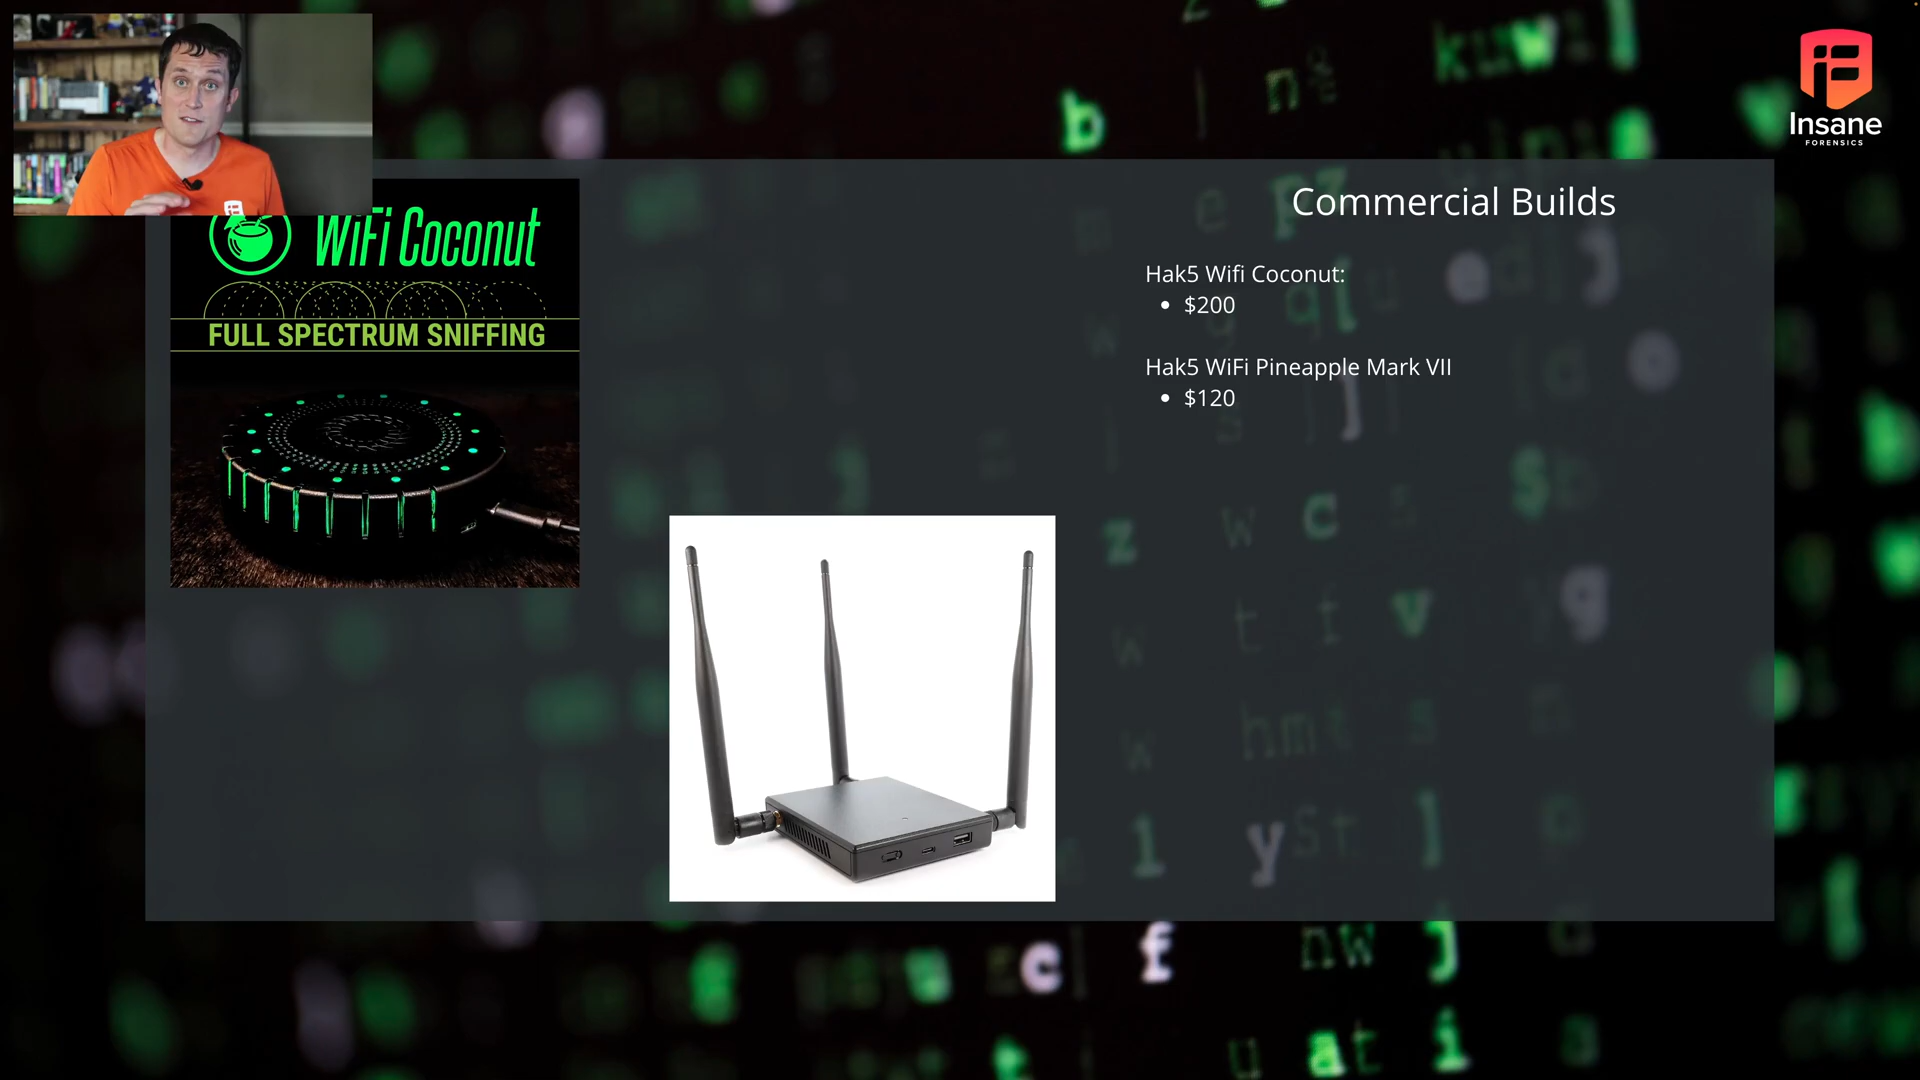 Insane
FORENSICS
WiFi Coconut
FULL SPECTRUM SNIFFING
Commercial Builds
Hak5 Wifi Coconut:
• $200
Hak5 WiFi Pineapple Mark VII
• $120